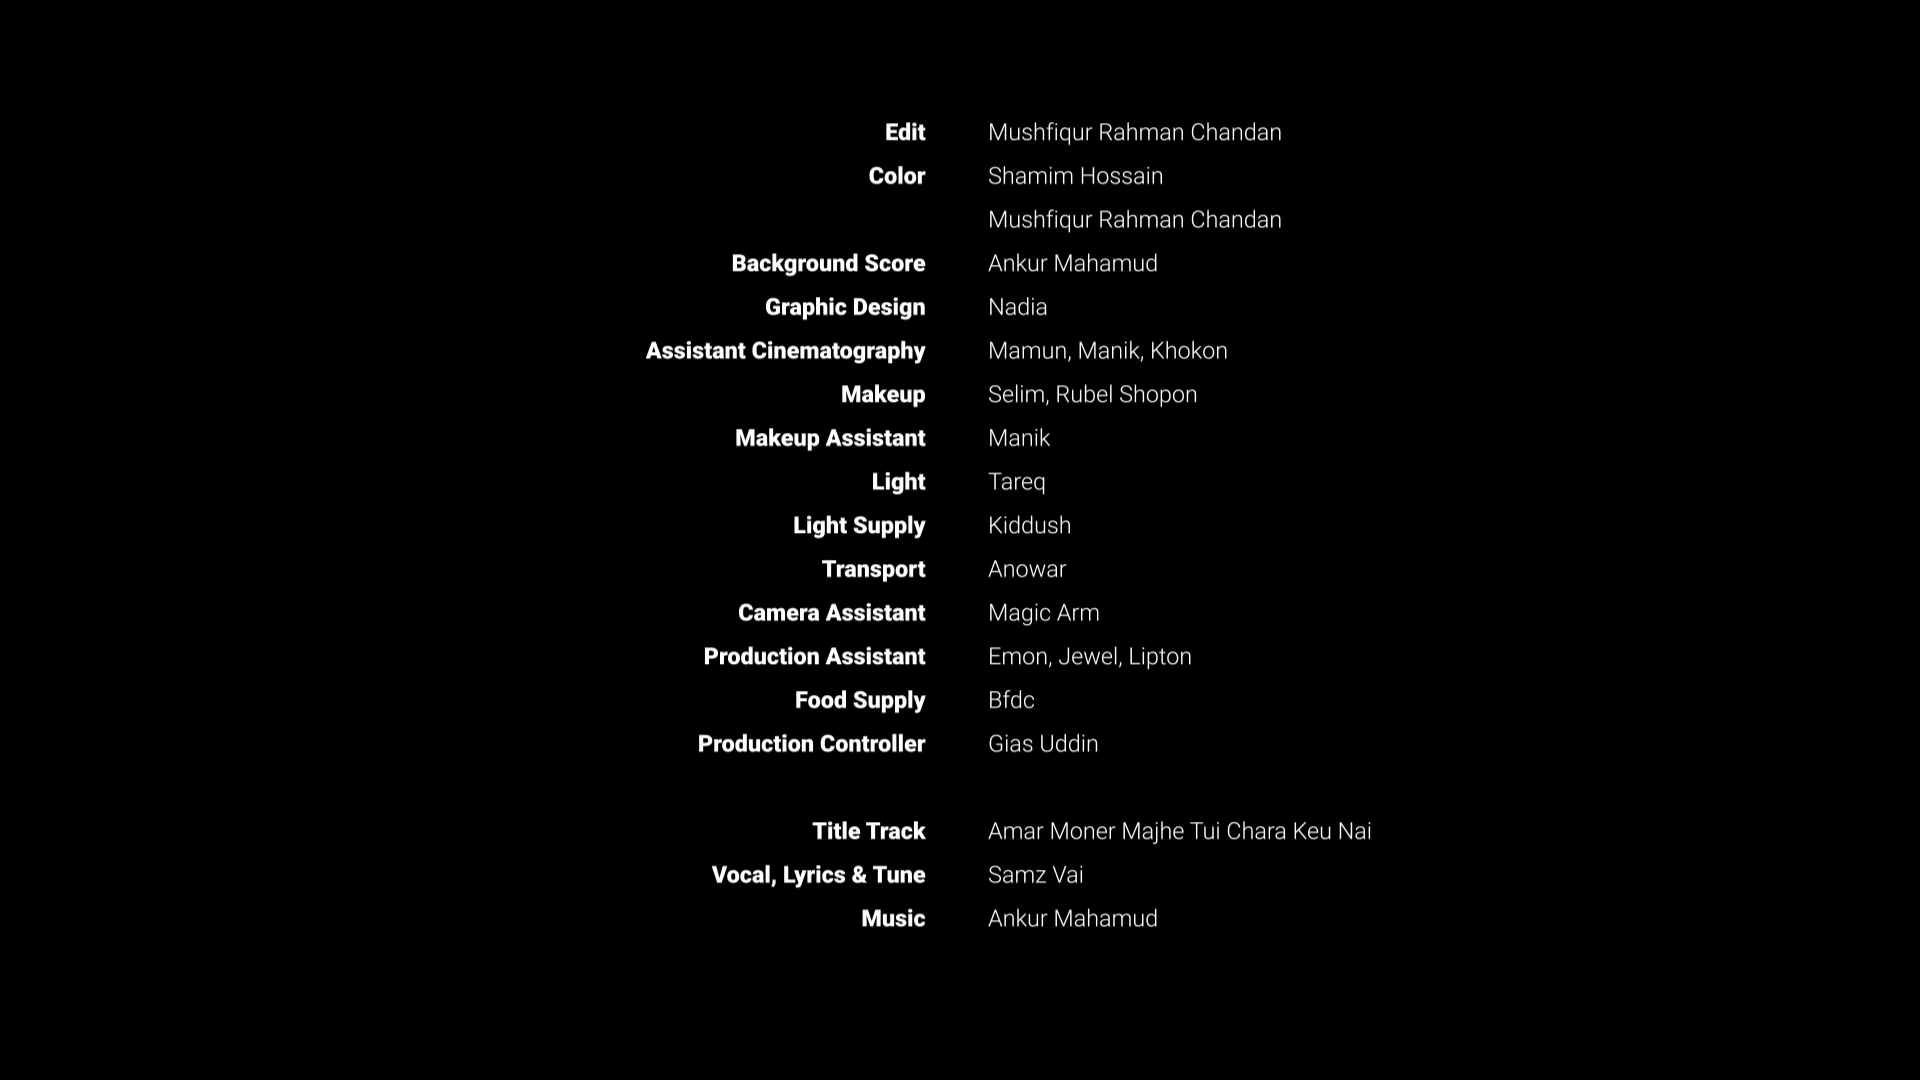 Edit Mushfiqur Rahman Chandan
Color Shamim Hossain
Mushfiqur Rahman Chandan
Background Score Ankur Mahamud
Graphic Design Nadia
Assistant Cinematography Mamun, Manik, Khokon
Makeup Selim, Rubel Shopon
Makeup Assistant Manik
Light Tareq
Light Supply Kiddush
Transport Anowar
Camera Assistant Magic Arm
Production Assistant Emon, Jewel, Lipton
Food Supply Bfdc
Production Controller Gias Uddin
Title Track Amar Moner Majhe Tui Chara Keu Nai
Vocal, Lyrics & Tune Samz Vai
Music Ankur Mahamud